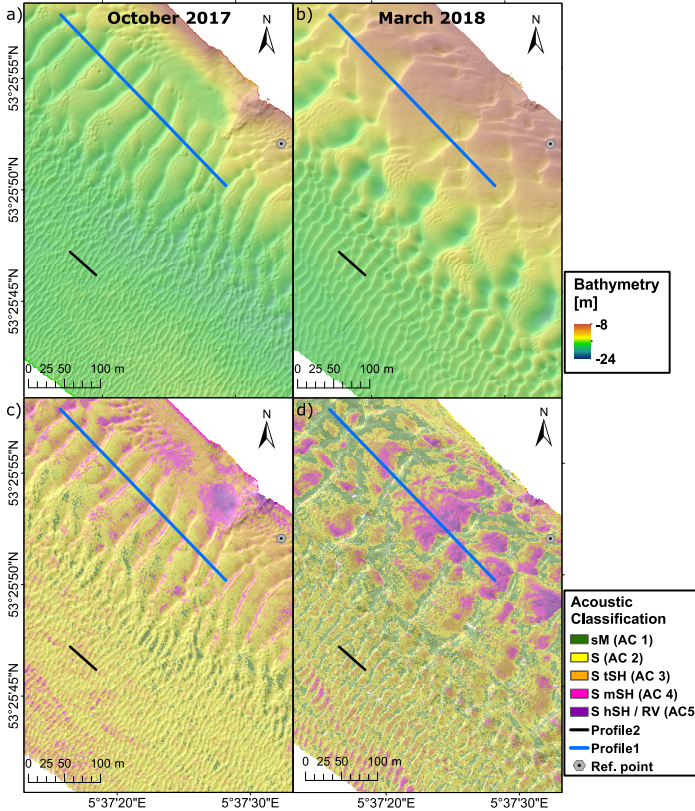 a)
October 2017
N
b)
March 2018
N
53°25'55"N
53°25'50"N
53°25'45"N
0 25 50 100 m
0 25 50 100 m
Bathymetry
[m]
-8
-24
c)
N
d)
N
53°25'55"N
53°25'50"N
53°25'45"N
0 25 50 100 m
0 25 50 100 m
Acoustic
Classification
sM (AC 1)
S (AC 2)
S tSH (AC 3)
S mSH (AC 4)
S hSH / RV (AC5
Profile2
Profile1
Ref. point
5°37'20"E
5°37'30"E
5°37'20"E
5°37'30"E